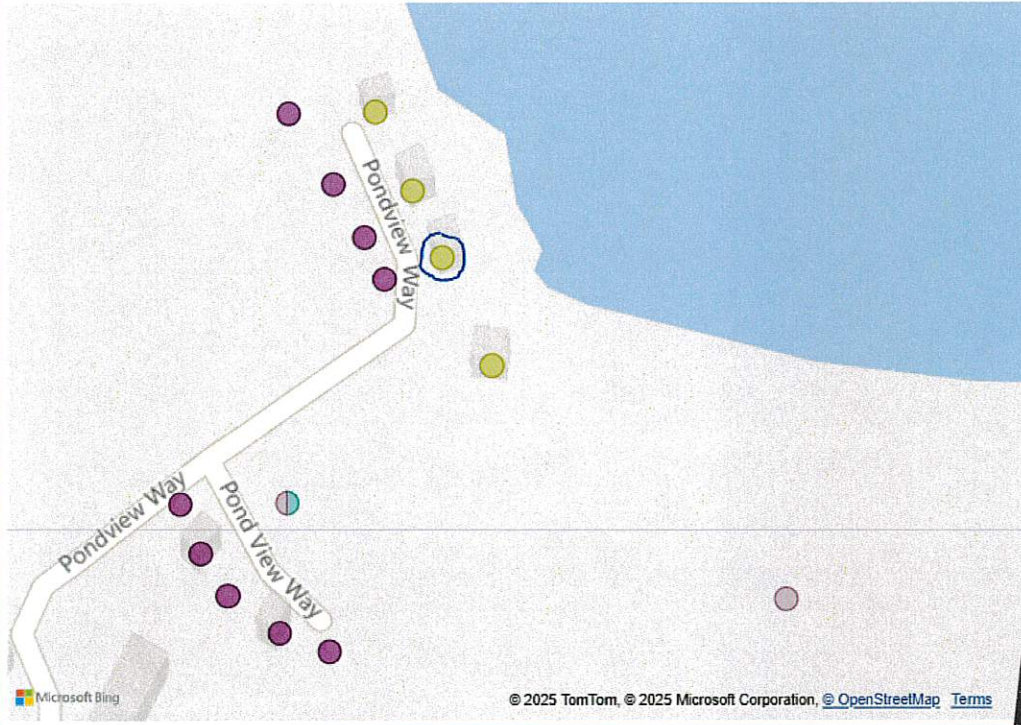 Pondview Way
Pondview Way
Pond View Way
Microsoft Bing
© 2025 TomTom, © 2025 Microsoft Corporation, © OpenStreetMap Terms